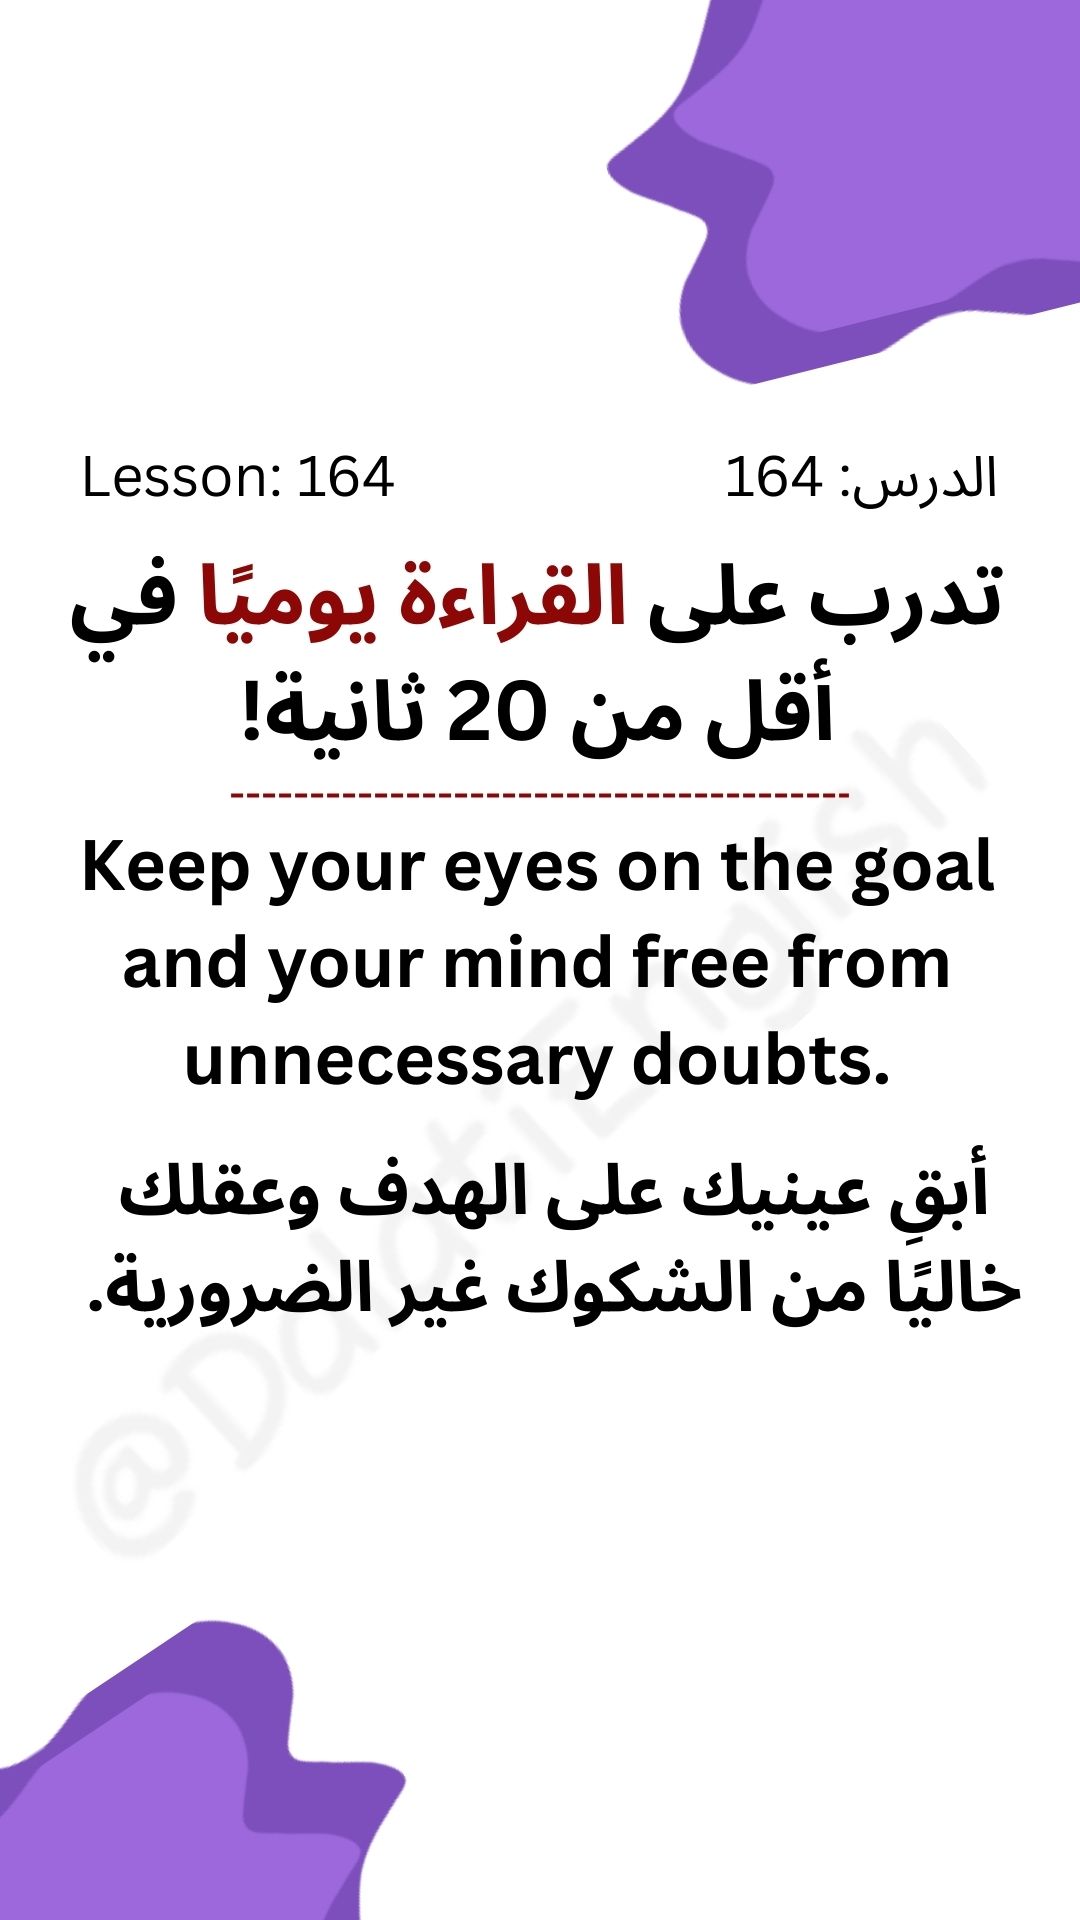 Lesson: 164
الدرس: 164
تدرب على القراءة يوميًا في
أقل من 20 ثانية!
Keep your eyes on the goal
and your mind free from
unnecessary doubts.
أبقِ عينيك على الهدف وعقلك
خاليًا من الشكوك غير الضرورية.
@DdatiEnglish